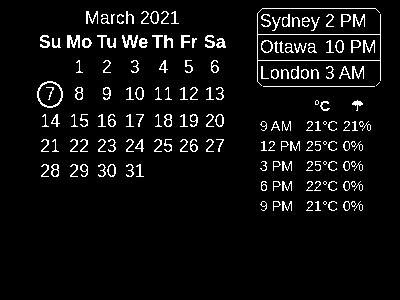 March 2021
Su Mo Tu We Th Fr Sa
1 2 3 4 5 6
7 8 9 10 11 12 13
14 15 16 17 18 19 20
21 22 23 24 25 26 27
28 29 30 31
Sydney 2 PM
Ottawa 10 PM
London 3 AM
°C
9 AM 21°C 21%
12 PM 25°C 0%
3 PM 25°C 0%
6 PM 22°C 0%
9 PM 21°C 0%